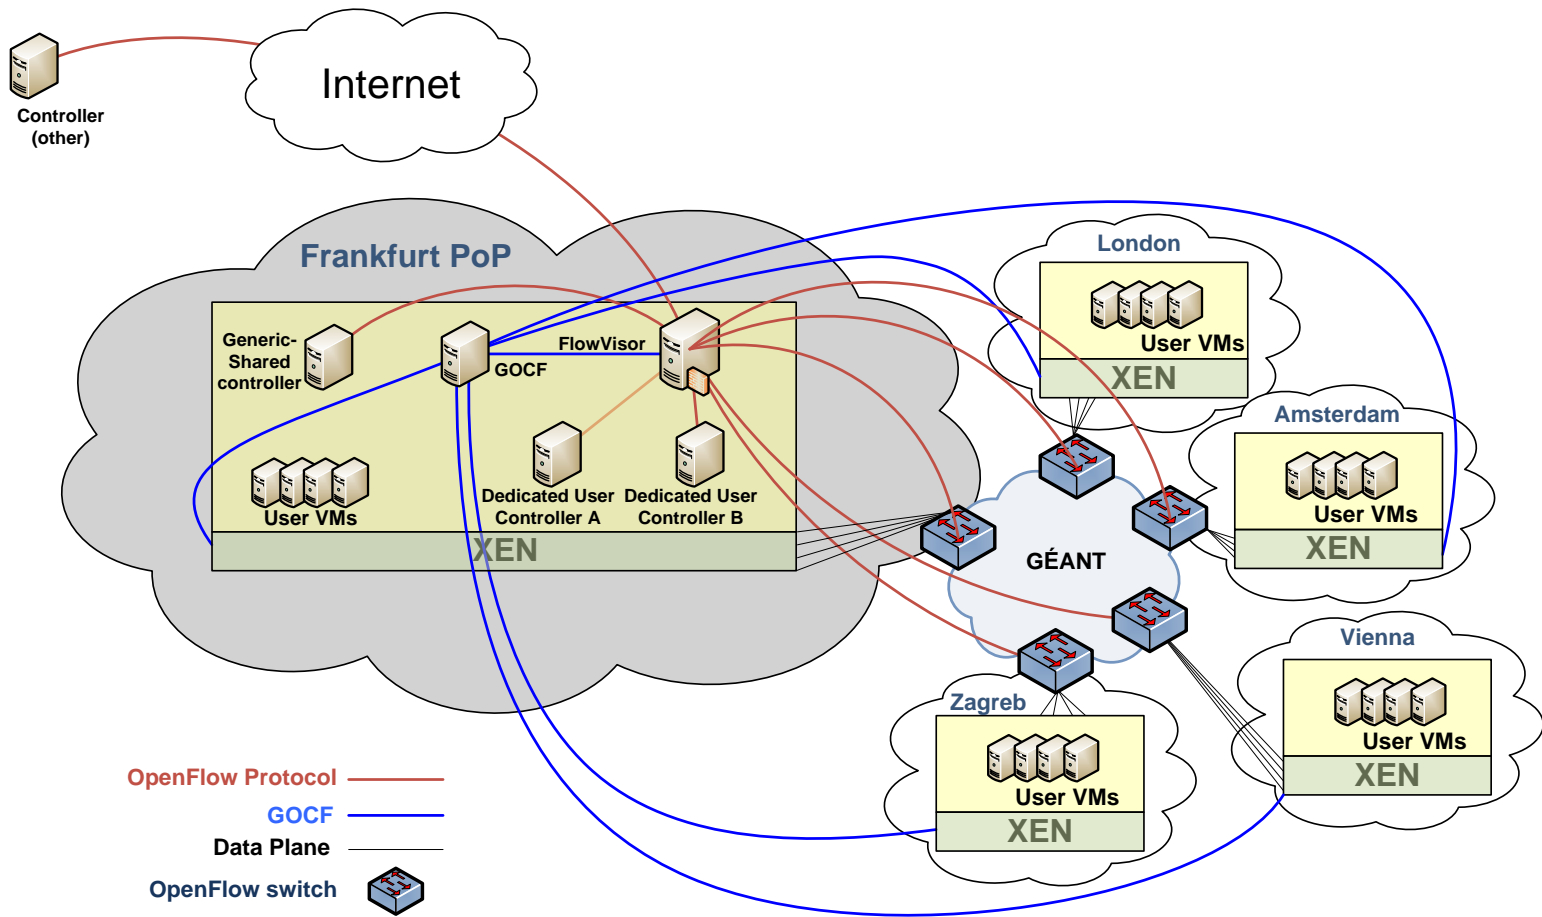 Internet
Controller
(other)
Frankfurt PoP
Generic-
Shared
controller
FlowVisor
GOCF
User VMs
Dedicated User
Controller A
Dedicated User
Controller B
XEN
London
User VMs
XEN
Amsterdam
User VMs
XEN
GÉANT
Vienna
User VMs
XEN
Zagreb
User VMs
XEN
OpenFlow Protocol
GOCF
Data Plane
OpenFlow switch